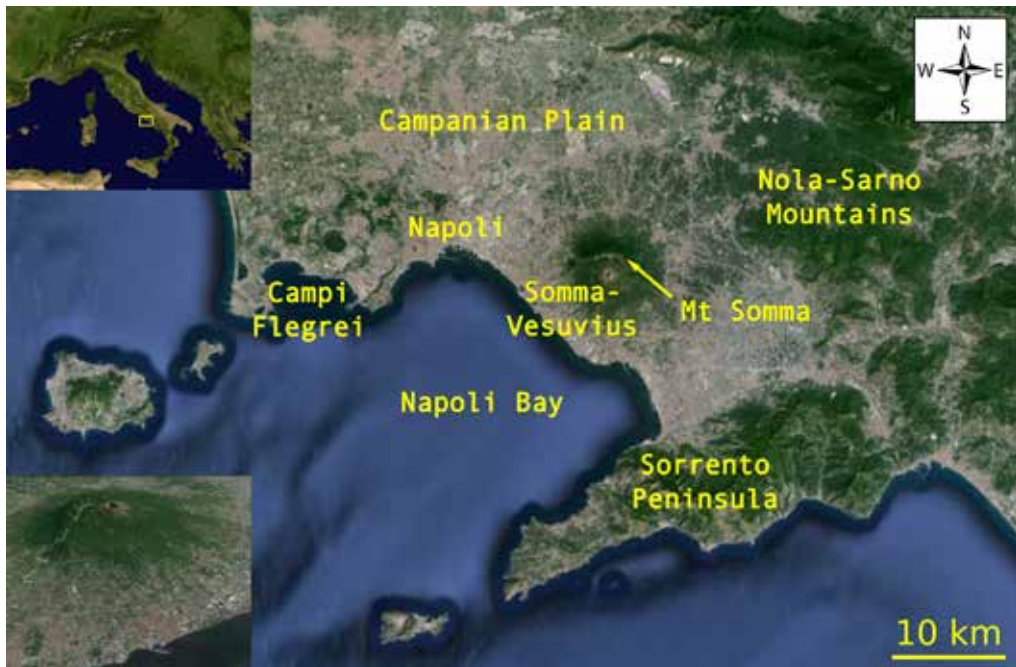 N
W E
S
Campanian Plain
Nola-Sarno
Mountains
Napoli
Campi
Flegrei
Somma-
Vesuvius
Mt Somma
Napoli Bay
Sorrento
Peninsula
10 km